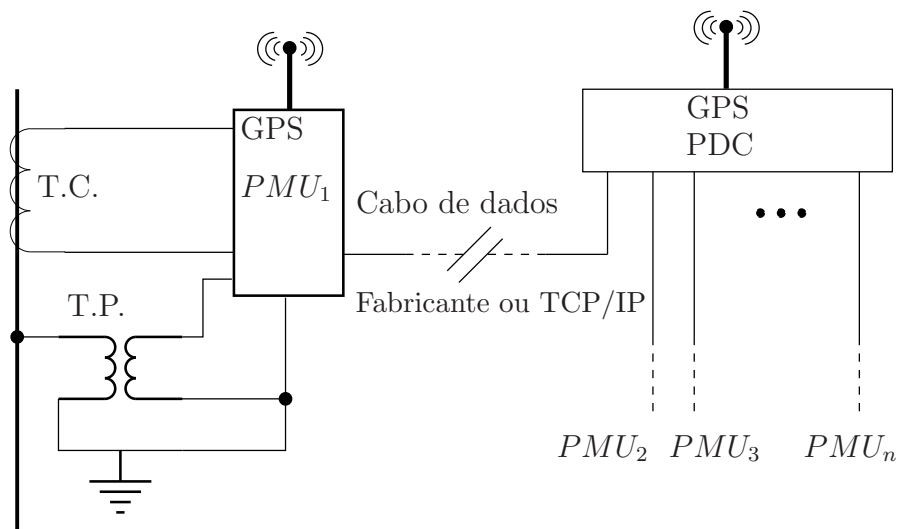 GPS
PMU1
T.C.
T.P.
Cabo de dados
Fabricante ou TCP/IP
GPS
PDC
PMU2 PMU3 PMUn